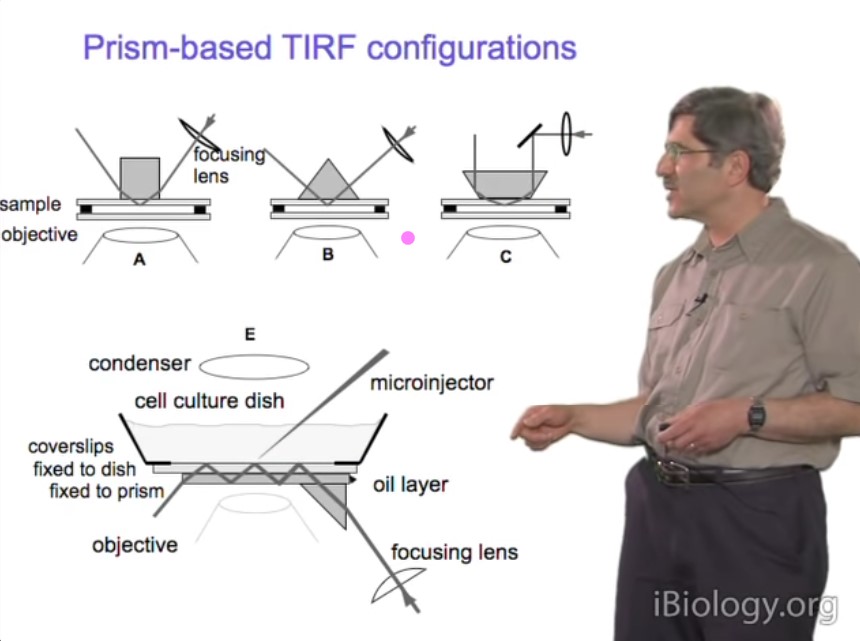 Prism-based TIRF configurations
focusing
lens
sample
objective
A
B
C
E
condenser
microinjector
cell culture dish
coverslips
fixed to dish
fixed to prism
oil layer
objective
focusing lens
iBiology.org